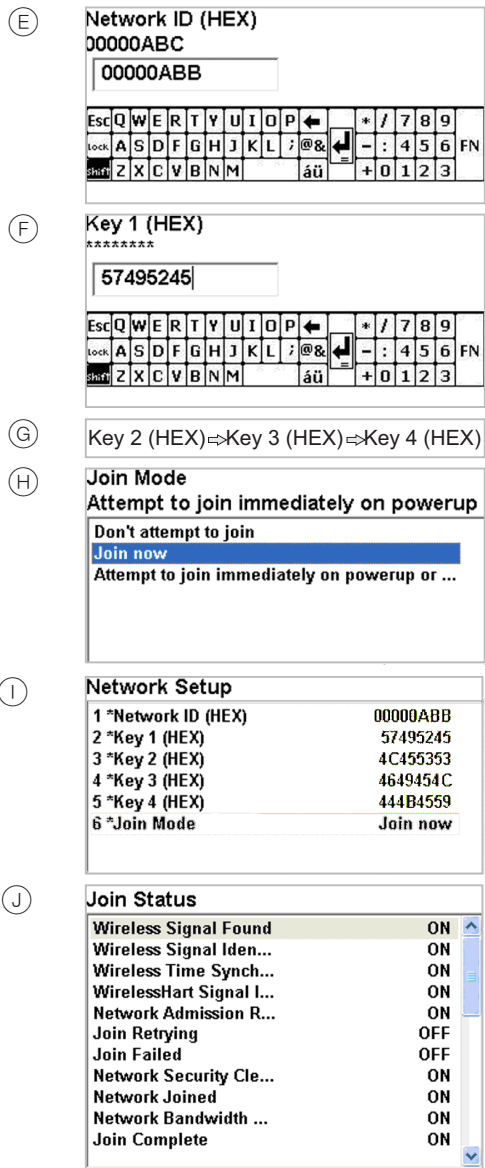 E
Network ID (HEX)
00000ABC
00000ABB
Esc Q W E R T Y U I O P * / 7 8 9
Lock A S D F G H J K L ; @& - : 4 5 6 FN
Shift Z X C V B N M áü = + 0 1 2 3
F
Key 1 (HEX)
********
57495245
Esc Q W E R T Y U I O P * / 7 8 9
Lock A S D F G H J K L ; @& - : 4 5 6 FN
Shift Z X C V B N M áü = + 0 1 2 3
G
Key 2 (HEX)⇨Key 3 (HEX)⇨Key 4 (HEX)
H
Join Mode
Attempt to join immediately on powerup
Don't attempt to join
Join now
Attempt to join immediately on powerup or ...
I
Network Setup
1 *Network ID (HEX) 00000ABB
2 *Key 1 (HEX) 57495245
3 *Key 2 (HEX) 4C455353
4 *Key 3 (HEX) 4649454C
5 *Key 4 (HEX) 444B4559
6 *Join Mode Join now
J
Join Status
Wireless Signal Found ON
Wireless Signal Iden... ON
Wireless Time Synch... ON
WirelessHart Signal I... ON
Network Admission R... ON
Join Retrying OFF
Join Failed OFF
Network Security Cle... ON
Network Joined ON
Network Bandwidth ... ON
Join Complete ON